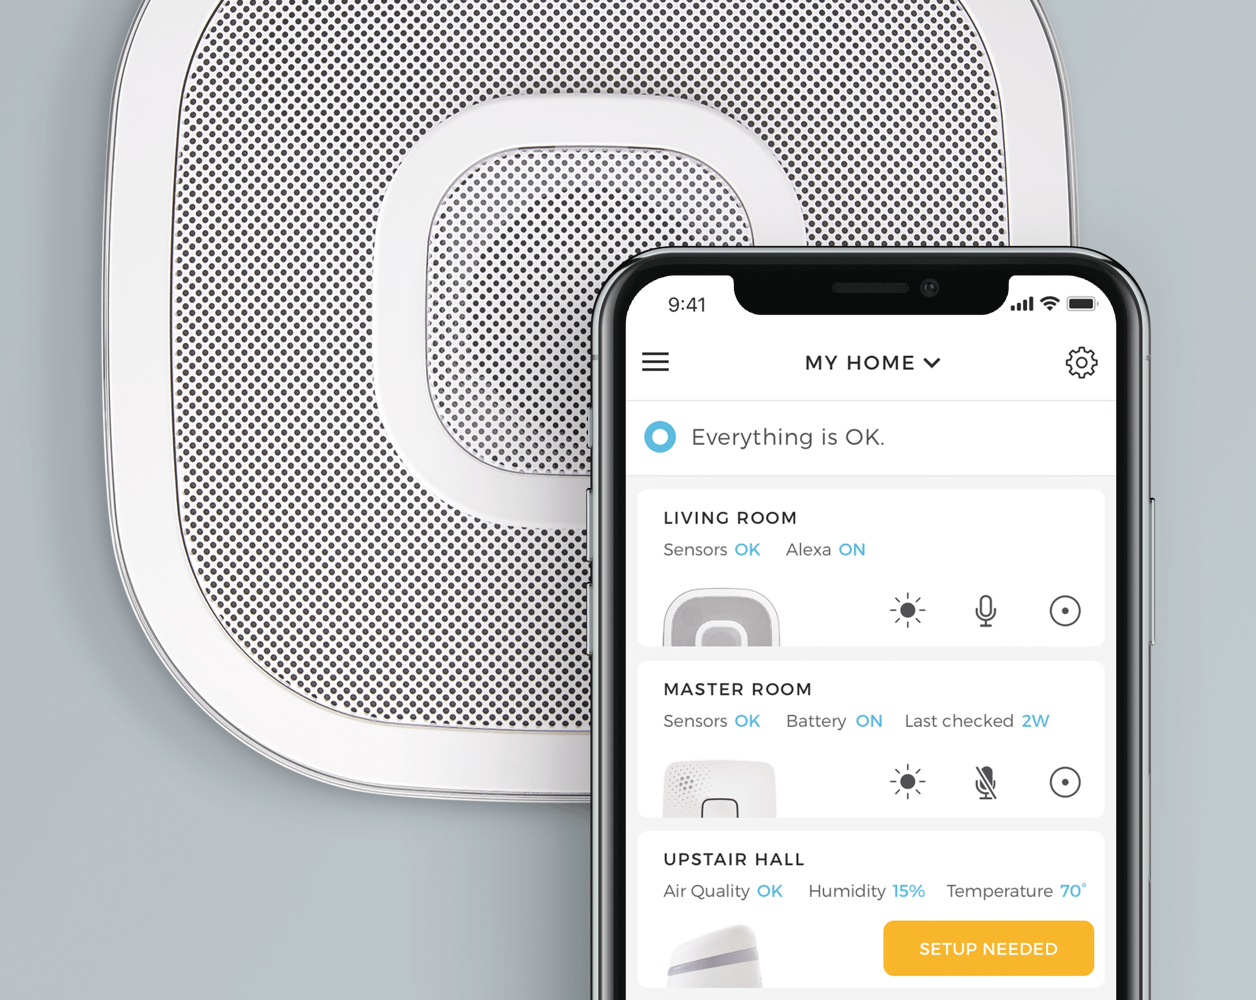 9:41
MY HOME
Everything is OK.
LIVING ROOM
Sensors OK Alexa ON
MASTER ROOM
Sensors OK Battery ON Last checked 2W
UPSTAIR HALL
Air Quality OK Humidity 15% Temperature 70°
SETUP NEEDED